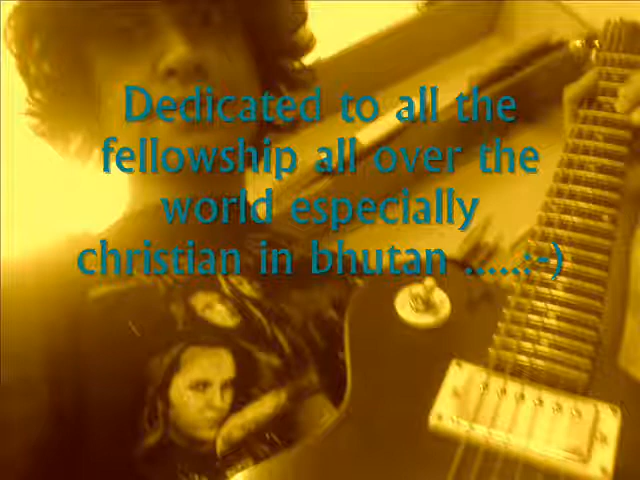 Dedicated to all the
fellowship all over the
world especially
christian in bhutan .....:-)